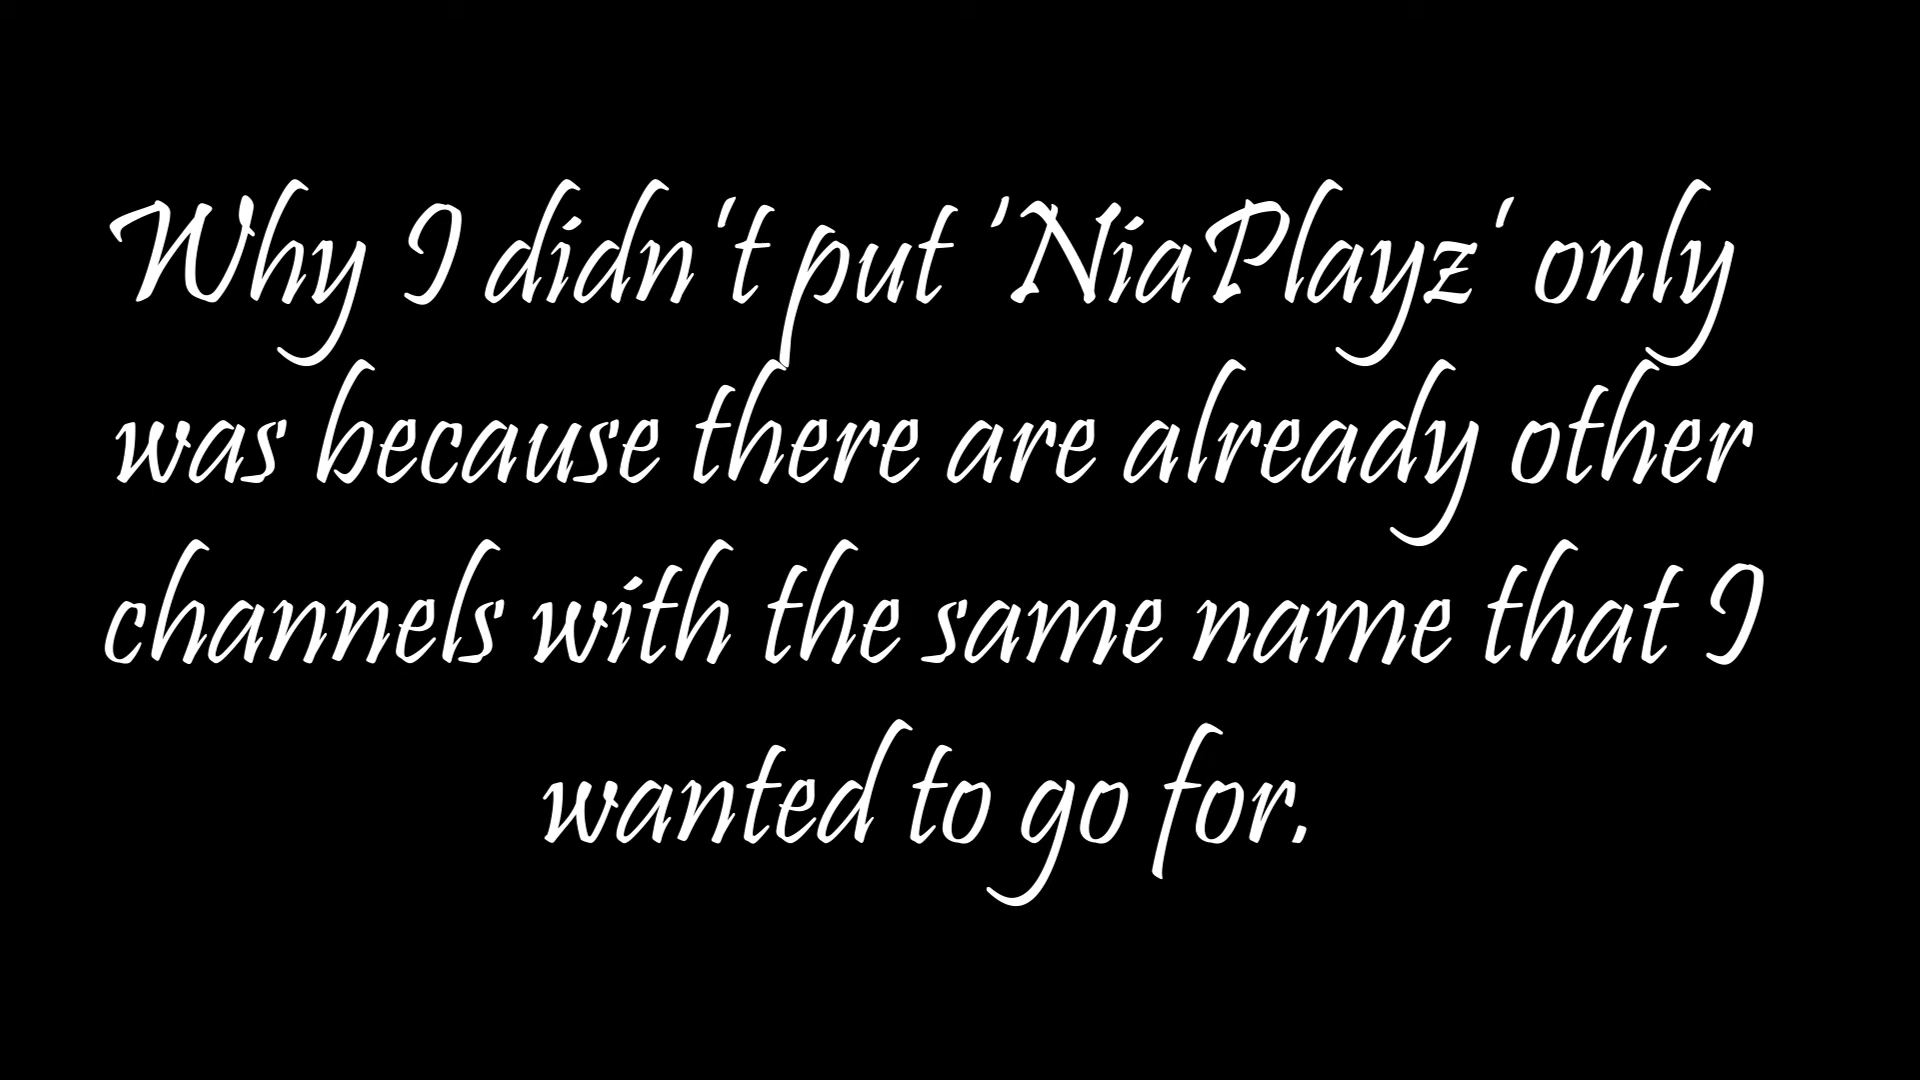 Why I didn't put 'NiaPlayz' only
was because there are already other
channels with the same name that I
wanted to go for.